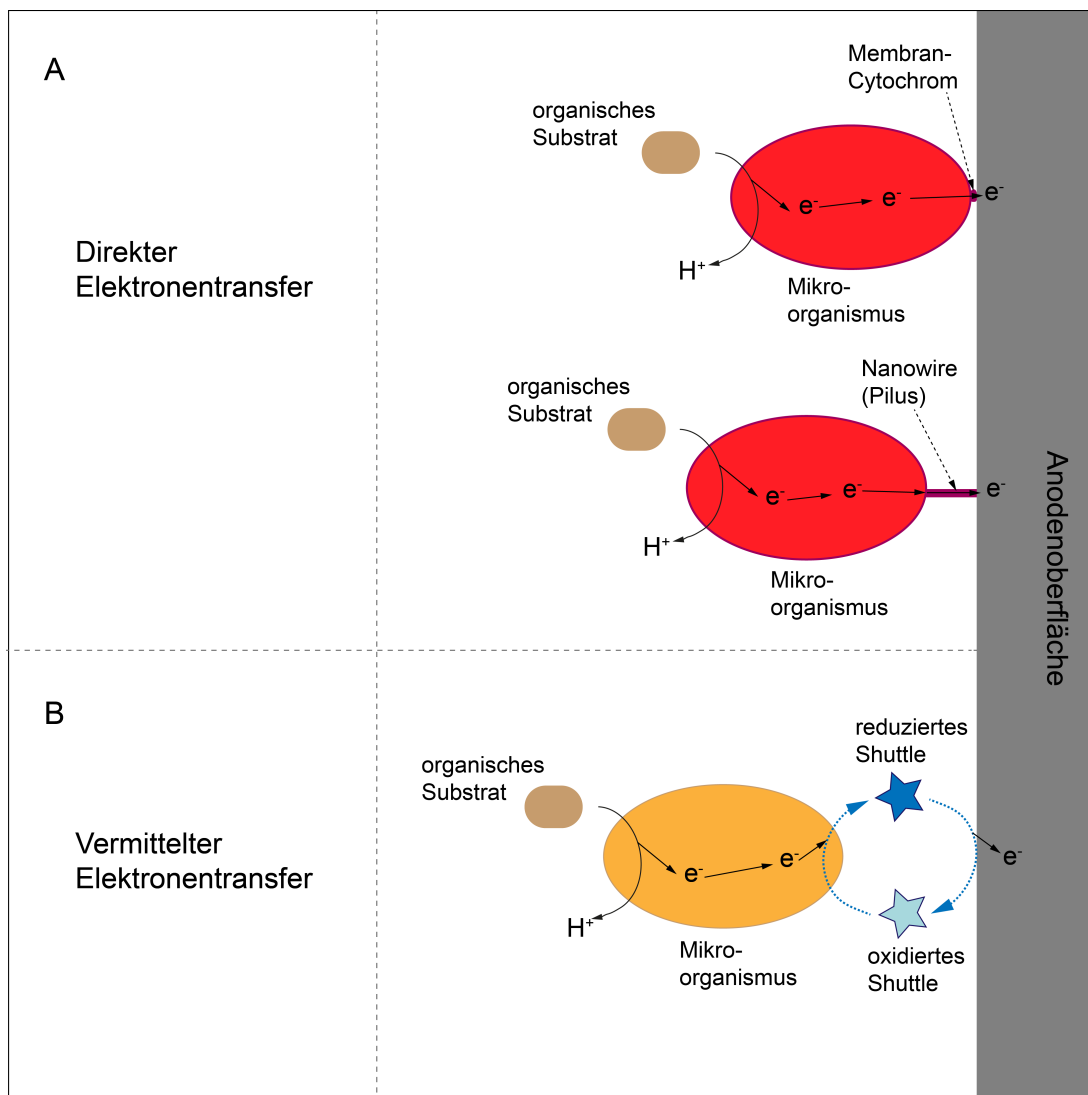 A
Direkter
Elektronentransfer
organisches
Substrat
Membran-
Cytochrom
e⁻
e⁻
e⁻
H⁺
Mikro-
organismus
organisches
Substrat
Nanowire
(Pilus)
e⁻
e⁻
e⁻
H⁺
Mikro-
organismus
B
Vermittelter
Elektronentransfer
organisches
Substrat
reduziertes
Shuttle
e⁻
e⁻
e⁻
H⁺
Mikro-
organismus
oxidiertes
Shuttle
Anodenoberfläche